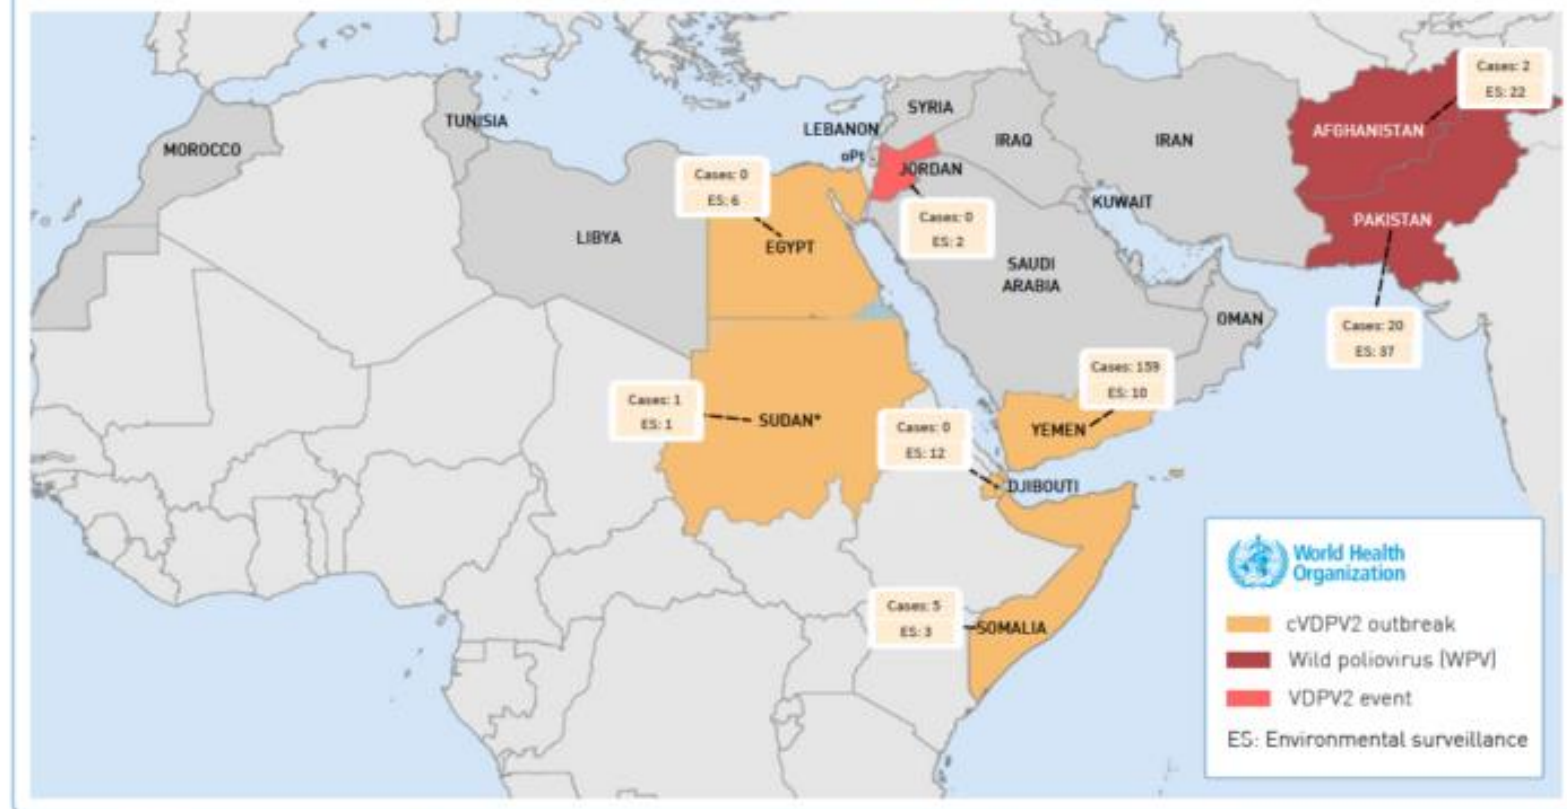 Cases: 2
ES: 22
SYRIA
TUNISIA
LEBANON
AFGHANISTAN
MOROCCO
IRAQ
IRAN
oPt
JORDAN
Cases: 0
ES: 6
KUWAIT
Cases: 0
ES: 2
PAKISTAN
LIBYA
EGYPT
SAUDI
ARABIA
OMAN
Cases: 20
ES: 37
Cases: 159
ES: 10
Cases: 1
ES: 1
SUDAN*
YEMEN
Cases: 0
ES: 12
DJIBOUTI
Cases: 5
ES: 3
SOMALIA
World Health
Organization
cVDPV2 outbreak
Wild poliovirus (WPV)
VDPV2 event
ES: Environmental surveillance